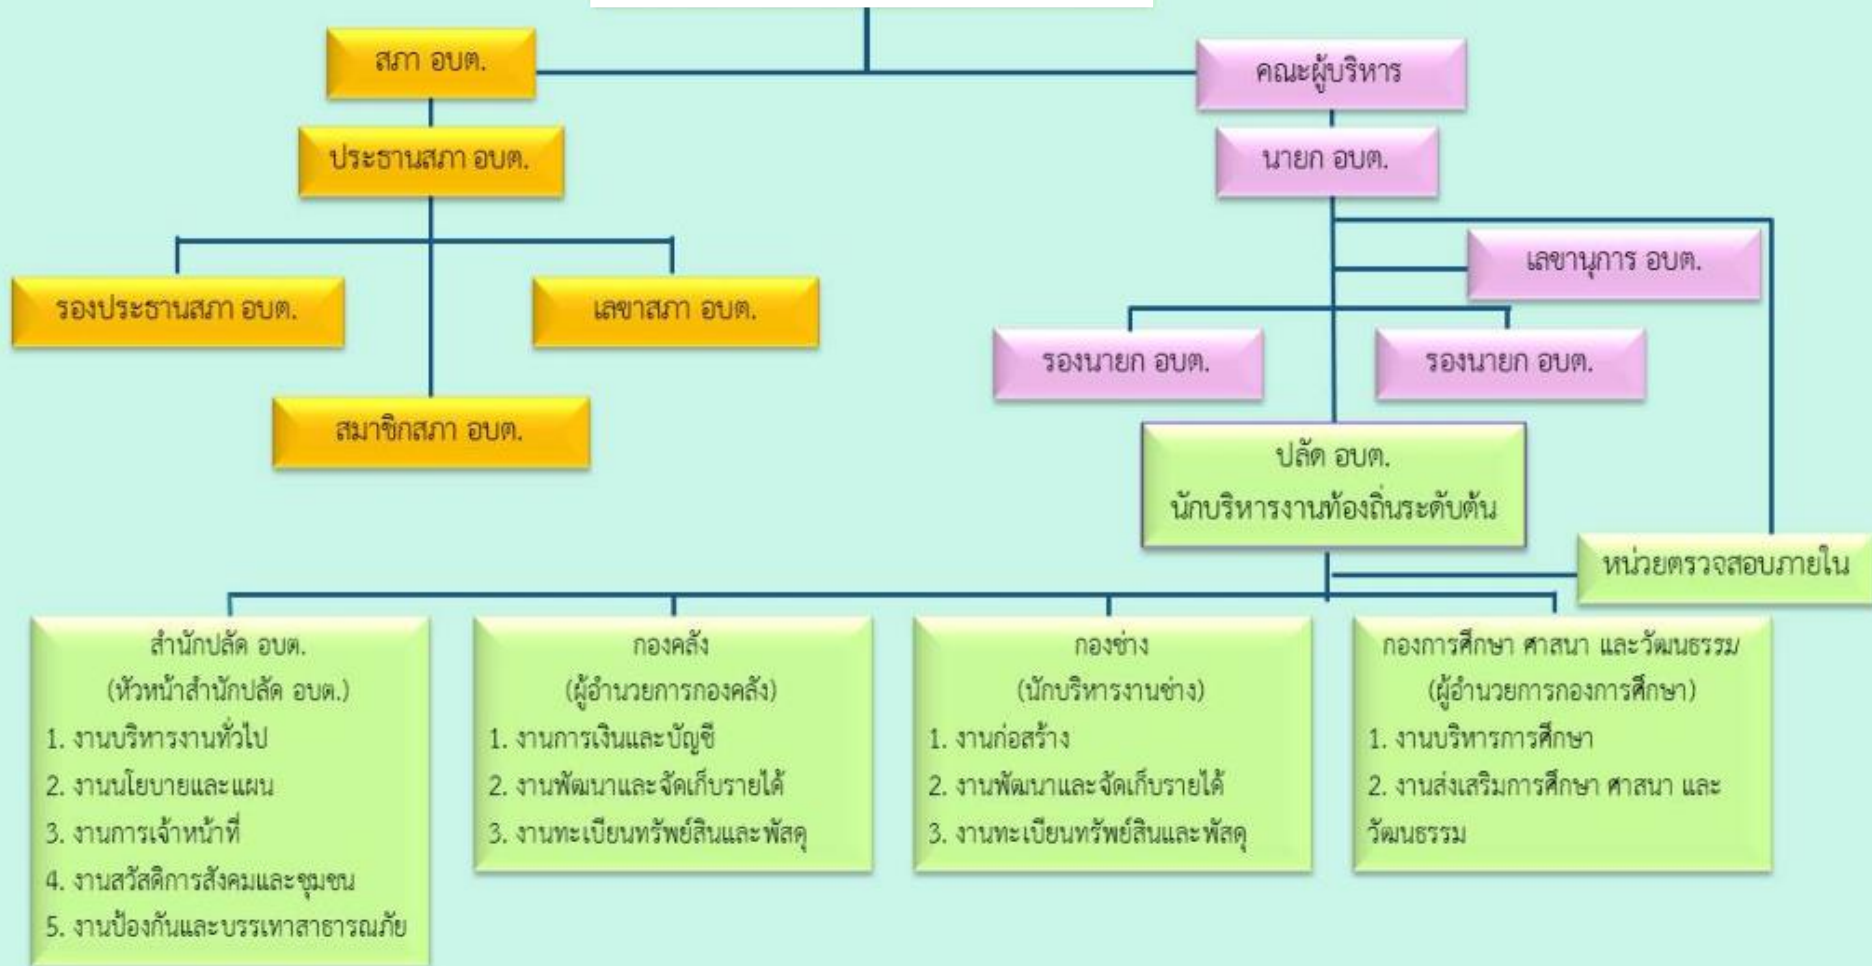 สภา อบต.
คณะผู้บริหาร
ประธานสภา อบต.
นายก อบต.
เลขานุการ อบต.
รองประธานสภา อบต.
เลขาสภา อบต.
รองนายก อบต.
รองนายก อบต.
สมาชิกสภา อบต.
ปลัด อบต.
นักบริหารงานท้องถิ่นระดับต้น
หน่วยตรวจสอบภายใน
สำนักปลัด อบต.
(หัวหน้าสำนักปลัด อบต.)
1. งานบริหารงานทั่วไป
2. งานนโยบายและแผน
3. งานการเจ้าหน้าที่
4. งานสวัสดิการสังคมและชุมชน
5. งานป้องกันและบรรเทาสาธารณภัย
กองคลัง
(ผู้อำนวยการกองคลัง)
1. งานการเงินและบัญชี
2. งานพัฒนาและจัดเก็บรายได้
3. งานทะเบียนทรัพย์สินและพัสดุ
กองช่าง
(นักบริหารงานช่าง)
1. งานก่อสร้าง
2. งานพัฒนาและจัดเก็บรายได้
3. งานทะเบียนทรัพย์สินและพัสดุ
กองการศึกษา ศาสนา และวัฒนธรรม
(ผู้อำนวยการกองการศึกษา)
1. งานบริหารการศึกษา
2. งานส่งเสริมการศึกษา ศาสนา และ
วัฒนธรรม